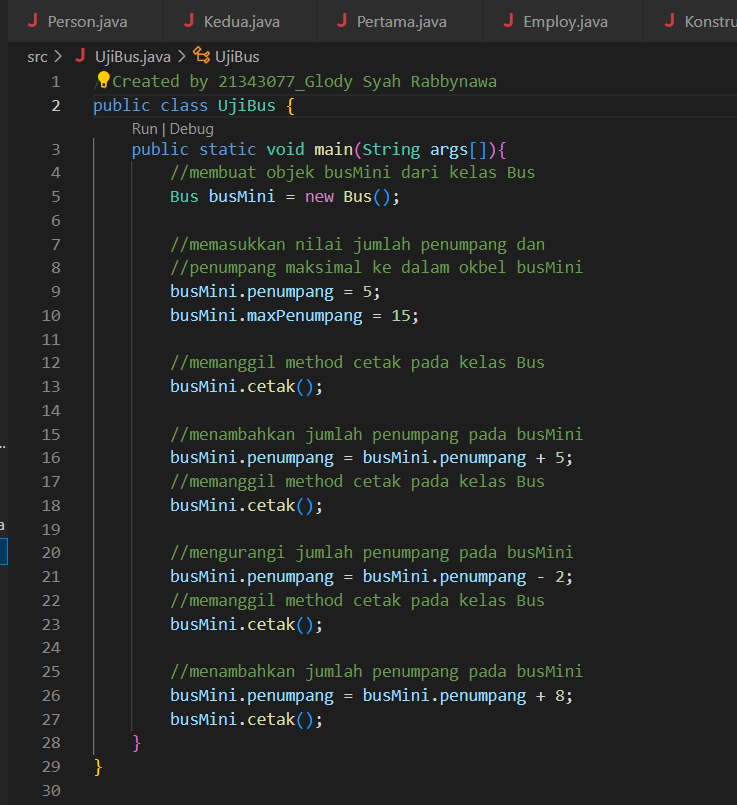 Person.java Kedua.java Pertama.java Employ.java Konstru
src > UjiBus.java > UjiBus
1 /Created by 21343077_Glody Syah Rabbynawa
2 public class UjiBus {
Run | Debug
3 public static void main(String args[]){
4 //membuat objek busMini dari kelas Bus
5 Bus busMini = new Bus();
6
7 //memasukkan nilai jumlah penumpang dan
8 //penumpang maksimal ke dalam okbel busMini
9 busMini.penumpang = 5;
10 busMini.maxPenumpang = 15;
11
12 //memanggil method cetak pada kelas Bus
13 busMini.cetak();
14
15 //menambahkan jumlah penumpang pada busMini
16 busMini.penumpang = busMini.penumpang + 5;
17 //memanggil method cetak pada kelas Bus
18 busMini.cetak();
19
20 //mengurangi jumlah penumpang pada busMini
21 busMini.penumpang = busMini.penumpang - 2;
22 //memanggil method cetak pada kelas Bus
23 busMini.cetak();
24
25 //menambahkan jumlah penumpang pada busMini
26 busMini.penumpang = busMini.penumpang + 8;
27 busMini.cetak();
28 }
29 }
30